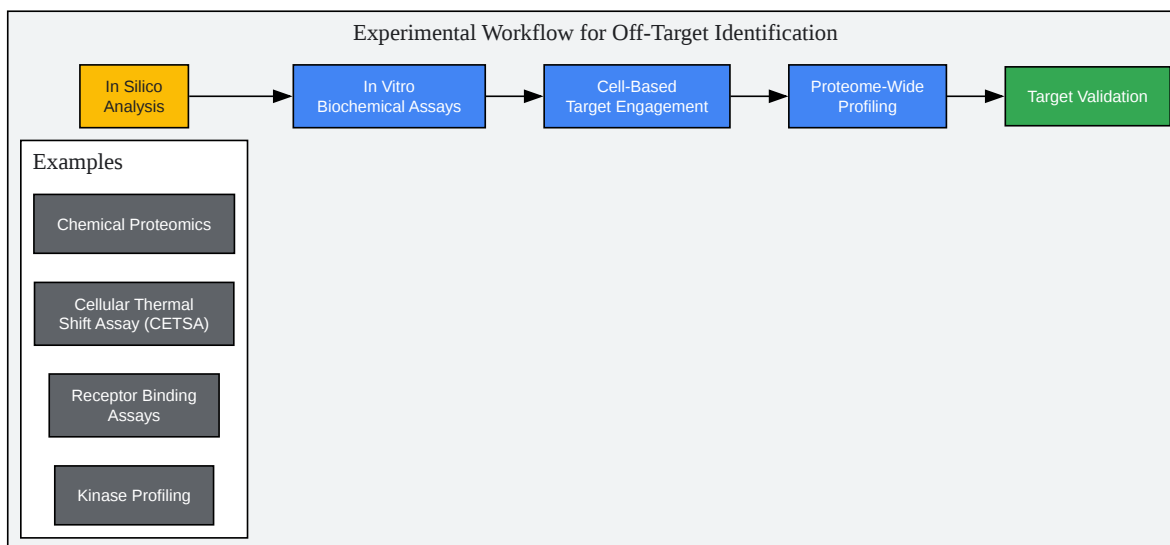 Experimental Workflow for Off-Target Identification
In Silico
Analysis
In Vitro
Biochemical Assays
Cell-Based
Target Engagement
Proteome-Wide
Profiling
Target Validation
Examples
Chemical Proteomics
Cellular Thermal
Shift Assay (CETSA)
Receptor Binding
Assays
Kinase Profiling